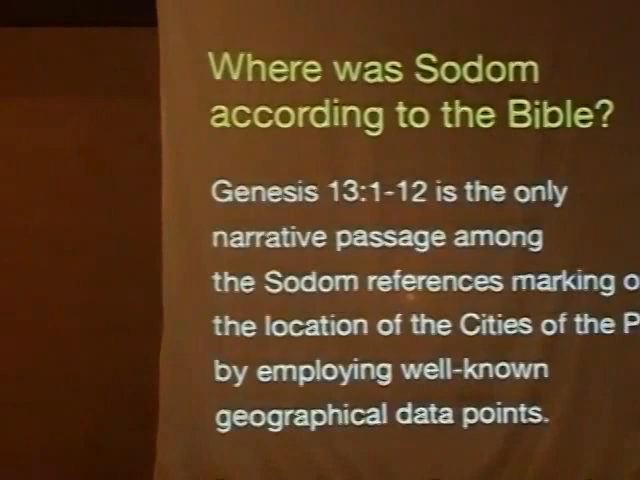 Where was Sodom
according to the Bible?
Genesis 13:1-12 is the only
narrative passage among
the Sodom references marking
the location of the Cities of the
by employing well-known
geographical data points.